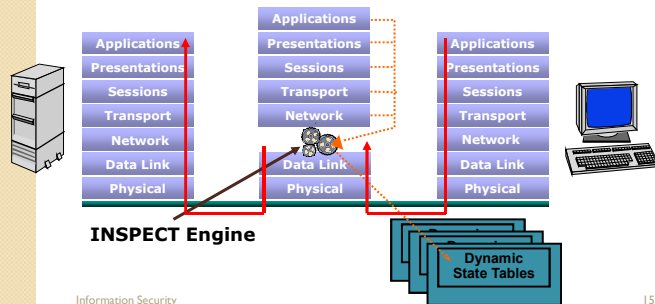 Applications
Presentations
Sessions
Transport
Network
Data Link
Physical
Applications
Presentations
Sessions
Transport
Network
Data Link
Physical
Applications
Presentations
Sessions
Transport
Network
Data Link
Physical
INSPECT Engine
Dynamic
State Tables
Information Security
15